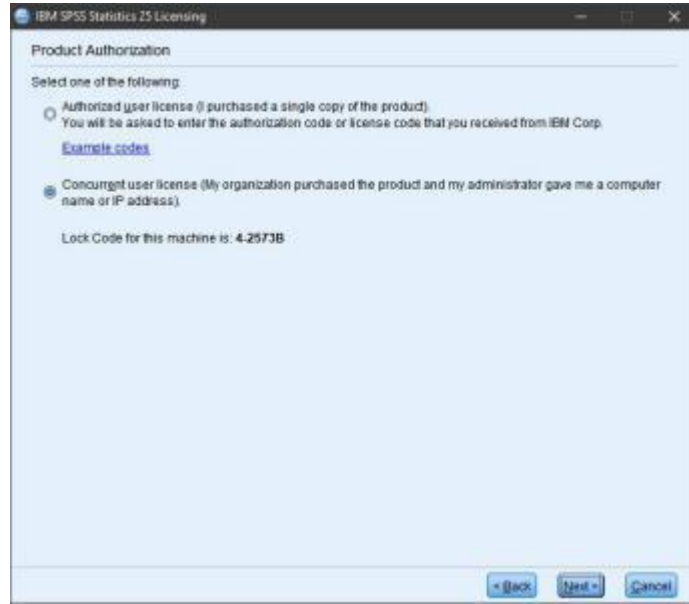 IBM SPSS Statistics 25 Licensing
Product Authorization
Select one of the following:
Authorized user license (I purchased a single copy of the product).
You will be asked to enter the authorization code or license code that you received from IBM Corp.
Example codes
Concurrent user license (My organization purchased the product and my administrator gave me a computer
name or IP address).
Lock Code for this machine is: 4-2573B
< Back Next > Cancel